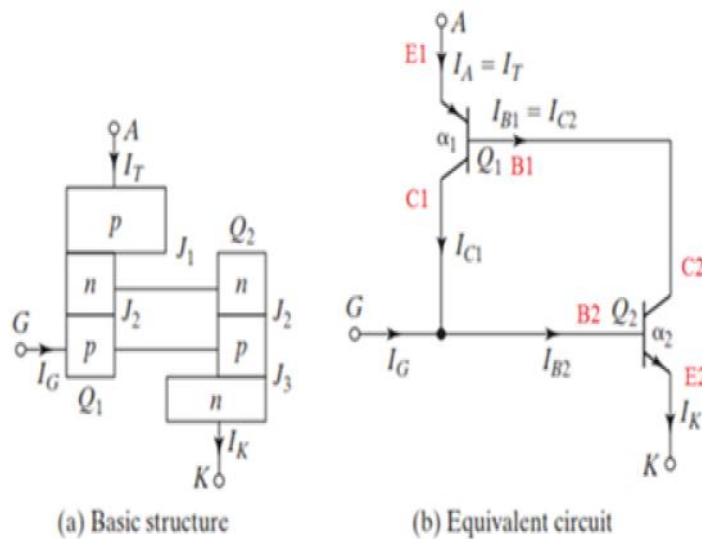 A
I_T
p
J_1
Q_2
n
n
J_2
J_2
G
p
p
J_3
I_G
Q_1
n
I_K
K
(a) Basic structure
A
E1
I_A = I_T
I_B1 = I_C2
α_1
Q_1
B1
C1
I_C1
C2
G
B2
Q_2
α_2
I_G
I_B2
E2
I_K
K
(b) Equivalent circuit